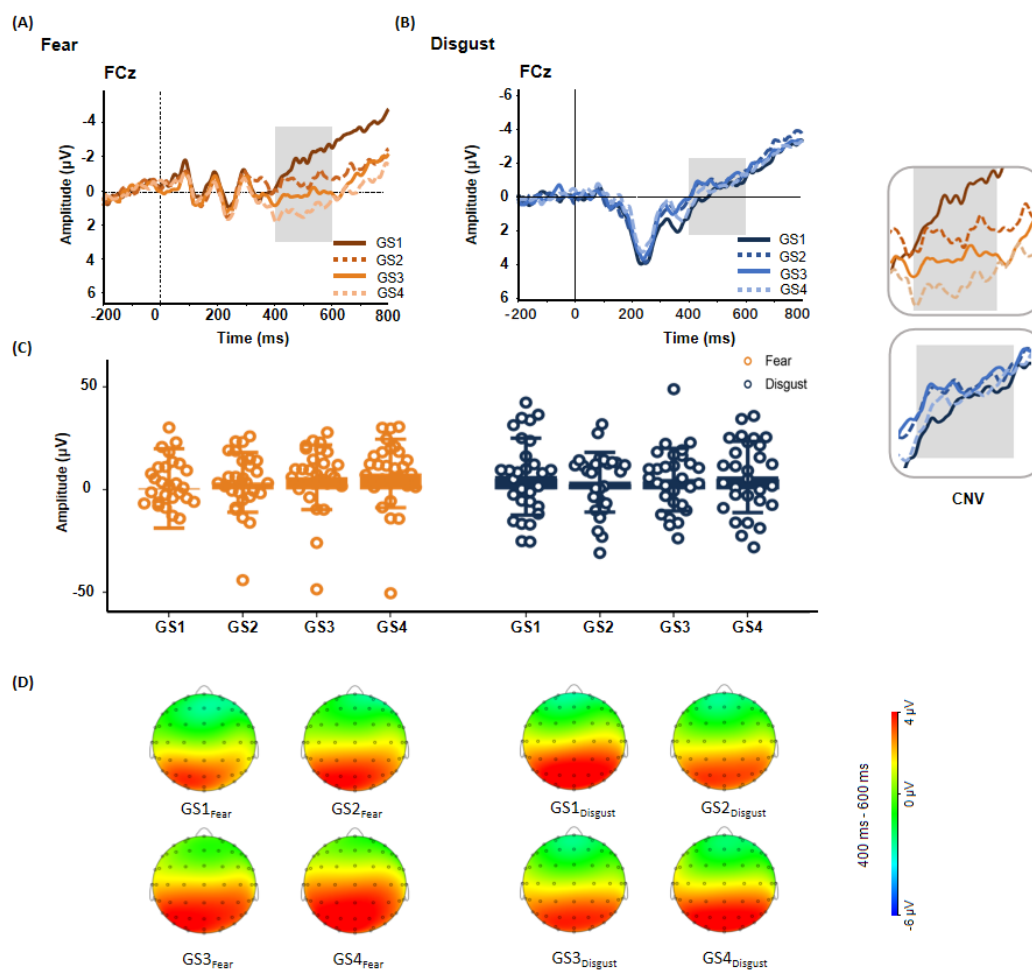 (A)
Fear
FCz
Amplitude (μV)
-4
-2
0
2
4
6
-200
0
200
400
600
800
Time (ms)
GS1
GS2
GS3
GS4
(B)
Disgust
FCz
Amplitude (μV)
-6
-4
-2
0
2
4
6
-200
0
200
400
600
800
Time (ms)
GS1
GS2
GS3
GS4
CNV
(C)
Fear
Disgust
Amplitude (μV)
50
0
-50
GS1
GS2
GS3
GS4
GS1
GS2
GS3
GS4
(D)
GS1Fear
GS2Fear
GS1Disgust
GS2Disgust
GS3Fear
GS4Fear
GS3Disgust
GS4Disgust
400 ms - 600 ms
4 μV
0 μV
-6 μV